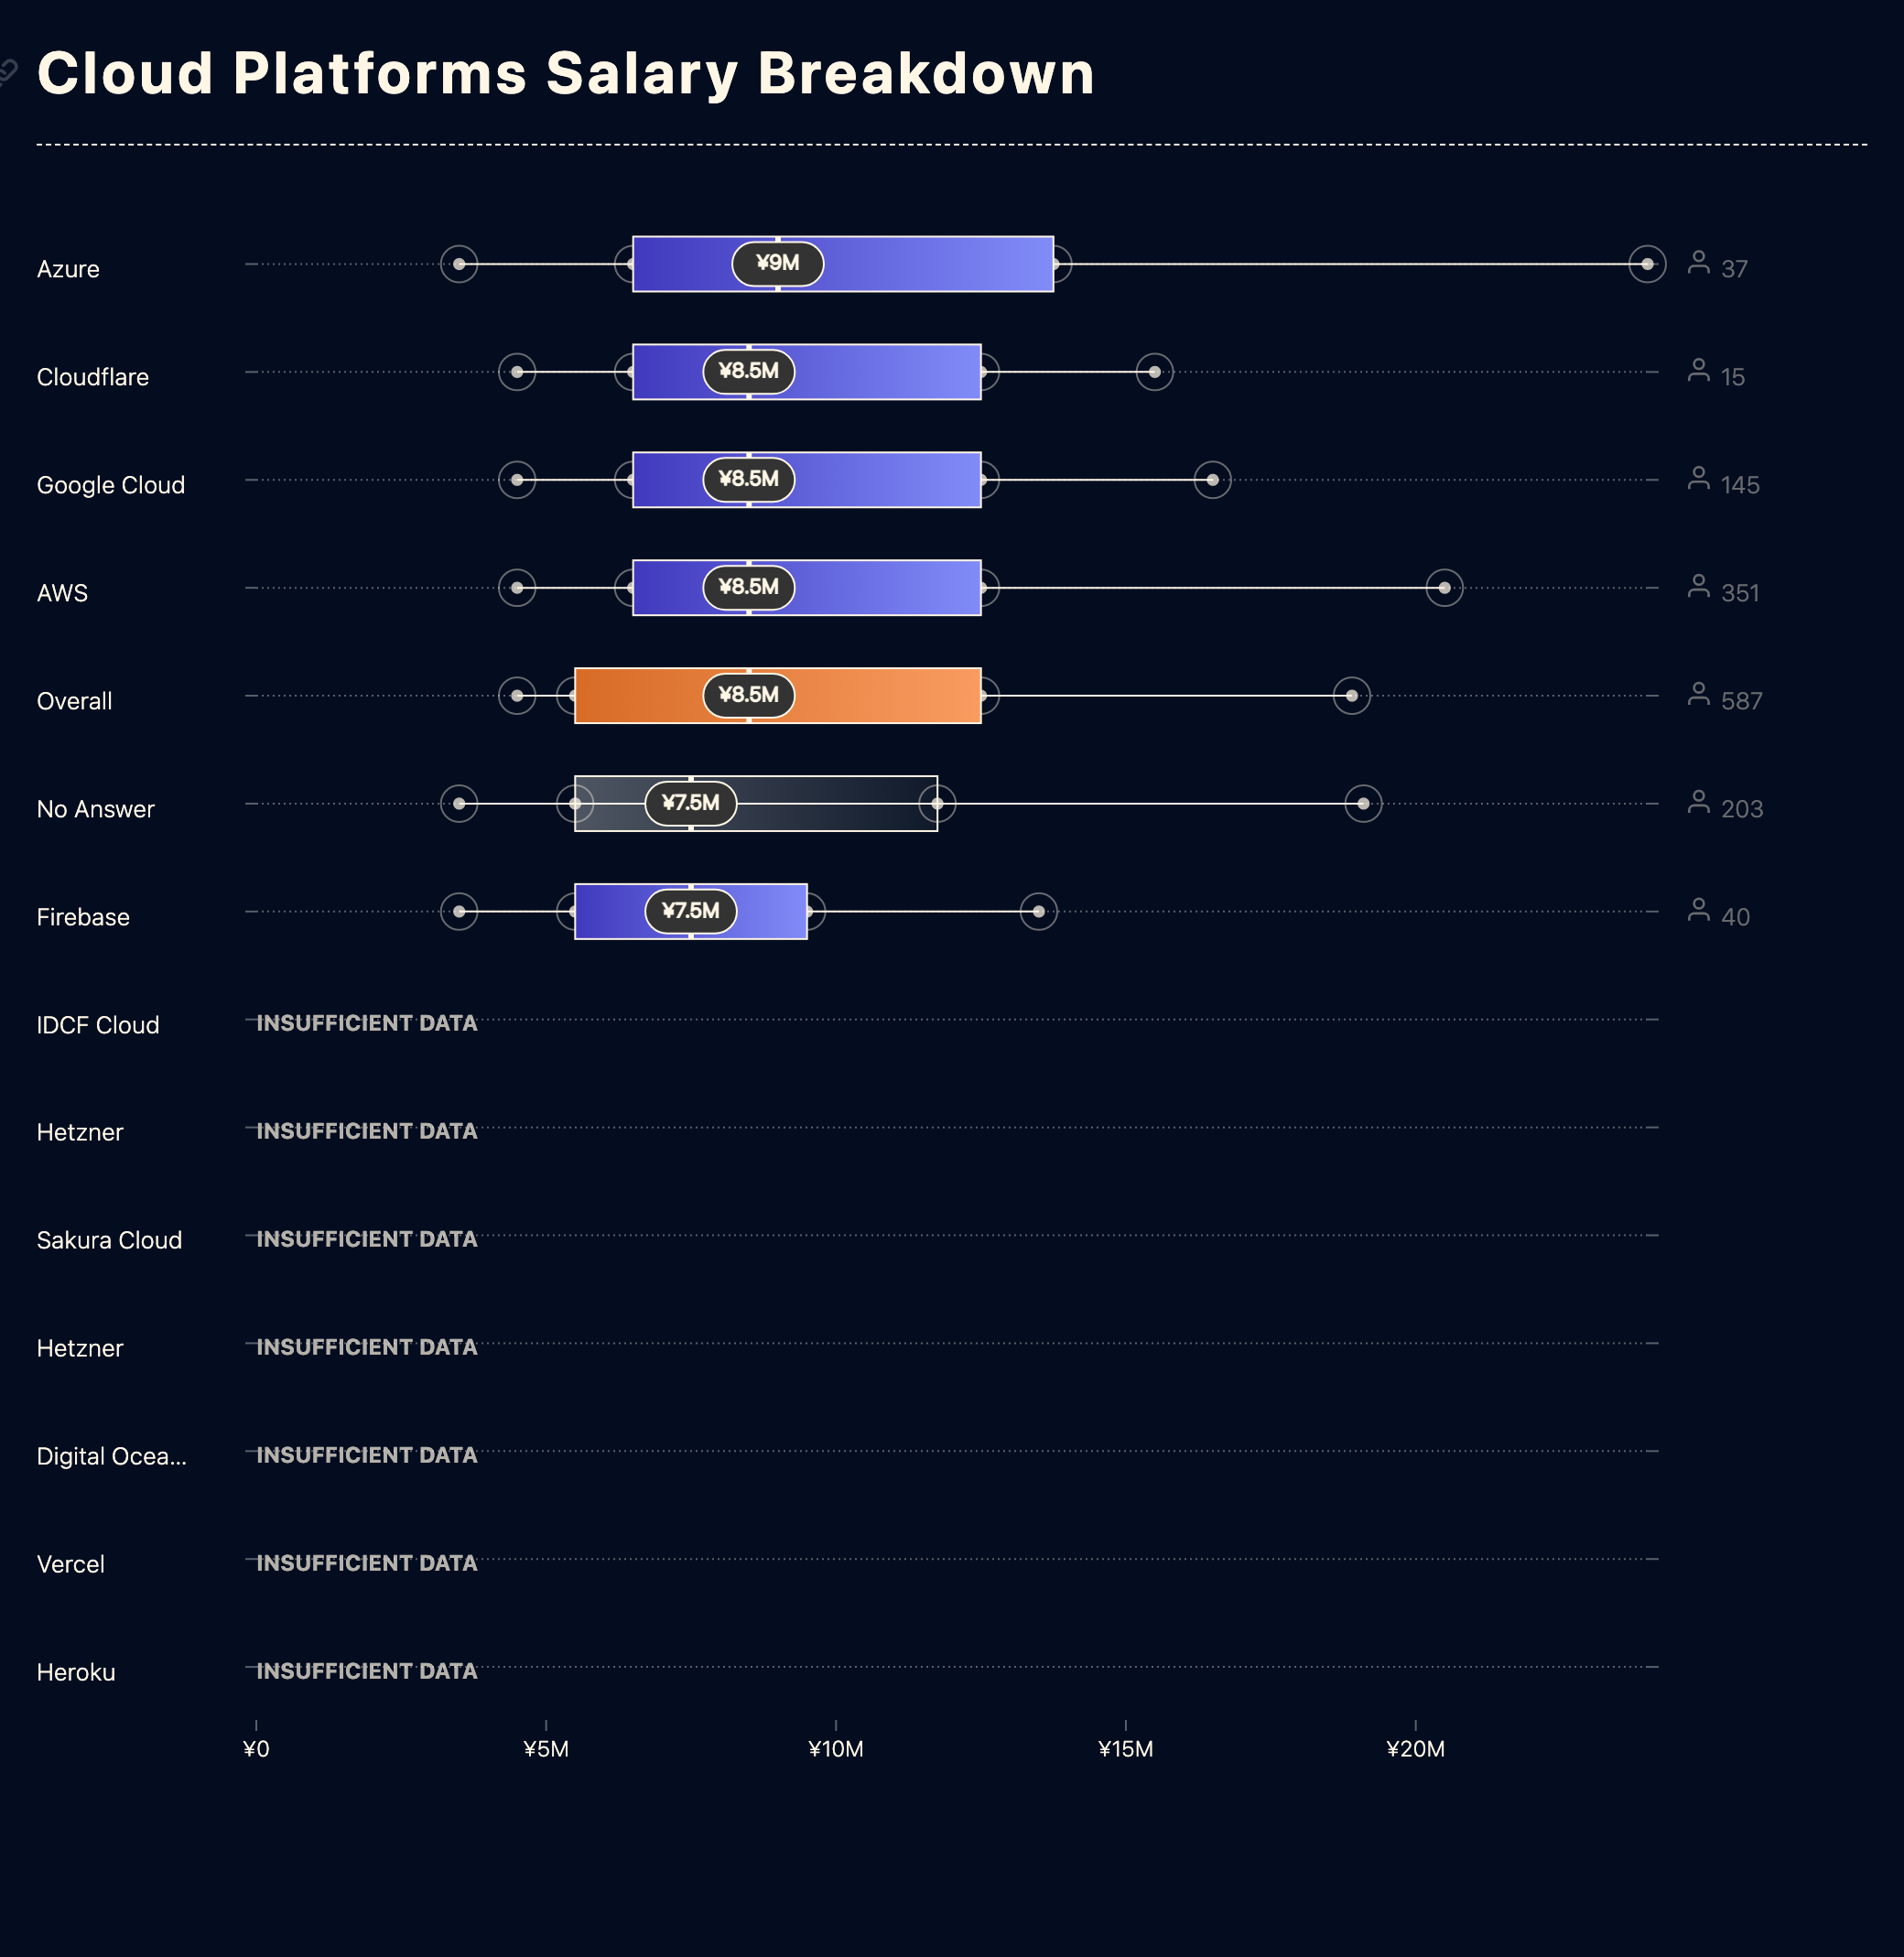 Cloud Platforms Salary Breakdown
Azure ¥9M 37
Cloudflare ¥8.5M 15
Google Cloud ¥8.5M 145
AWS ¥8.5M 351
Overall ¥8.5M 587
No Answer ¥7.5M 203
Firebase ¥7.5M 40
IDCF Cloud INSUFFICIENT DATA
Hetzner INSUFFICIENT DATA
Sakura Cloud INSUFFICIENT DATA
Hetzner INSUFFICIENT DATA
Digital Ocea... INSUFFICIENT DATA
Vercel INSUFFICIENT DATA
Heroku INSUFFICIENT DATA
¥0 ¥5M ¥10M ¥15M ¥20M